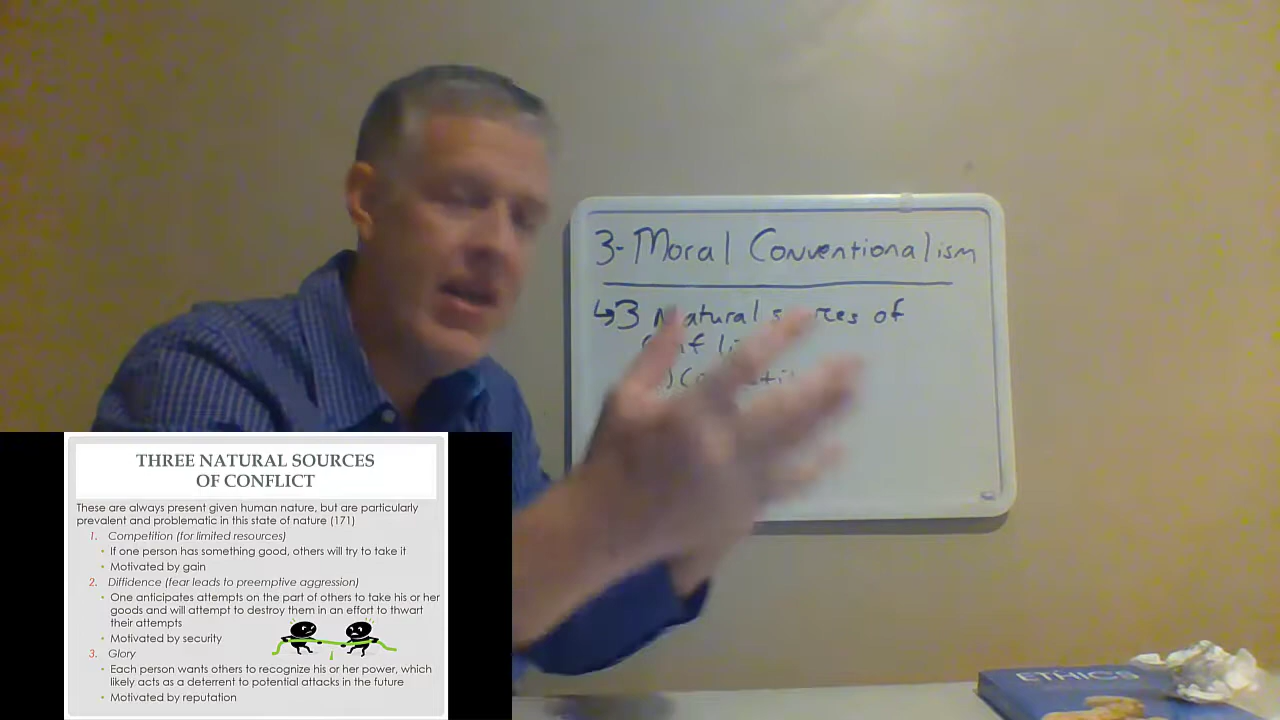 3- Moral Conventionalism
↳3 Natural of
THREE NATURAL SOURCES
OF CONFLICT
These are always present given human nature, but are particularly
prevalent and problematic in this state of nature (171)
1. Competition (for limited resources)
• If one person has something good, others will try to take it
• Motivated by gain
2. Diffidence (fear leads to preemptive aggression)
• One anticipates attempts on the part of others to take his or her
goods and will attempt to destroy them in an effort to thwart
their attempts
• Motivated by security
3. Glory
• Each person wants others to recognize his or her power, which
likely acts as a deterrent to potential attacks in the future
• Motivated by reputation
ETHICS